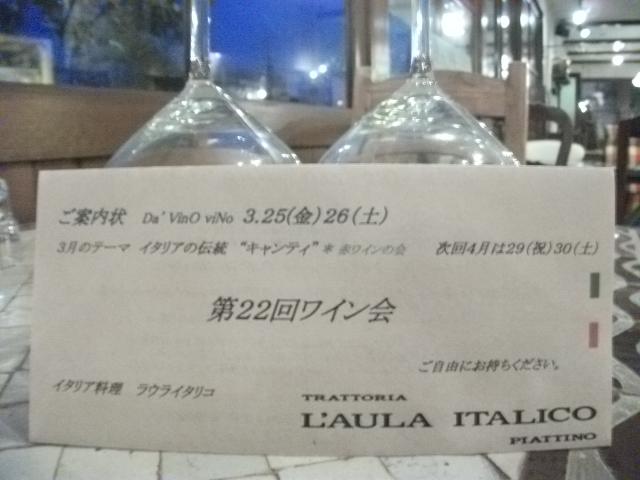 ご案内状 Da' VinO viNo 3.25(金)26(土)
3月のテーマ イタリアの伝統 “キャンティ”＊赤ワインの会 次回4月は29(祝)30(土)
第22回ワイン会
ご自由にお持ちください。
イタリア料理 ラウライタリコ
TRATTORIA
L'AULA ITALICO
PIATTINO